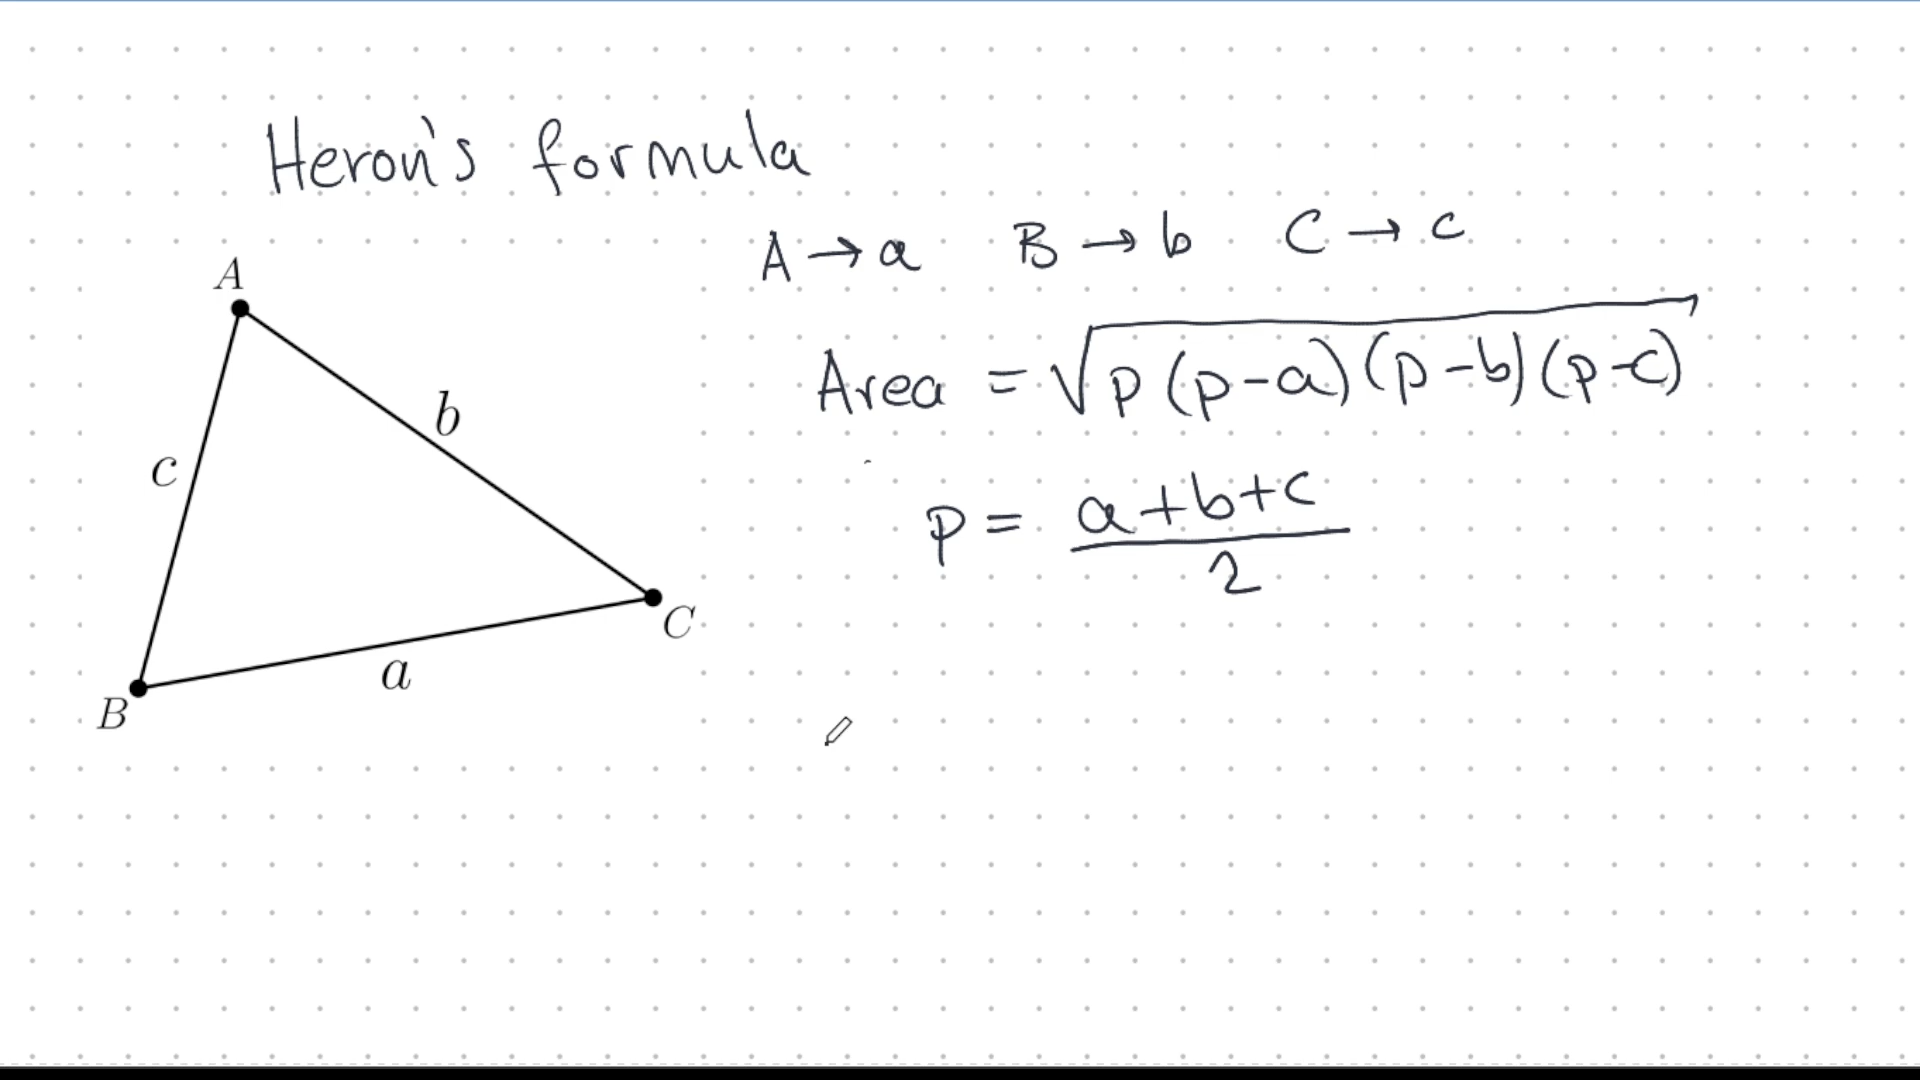 Heron's formula
A → a B → b C → c
A
Area = √p(p-a)(p-b)(p-c)
b
c
p = a+b+c
2
C
a
B